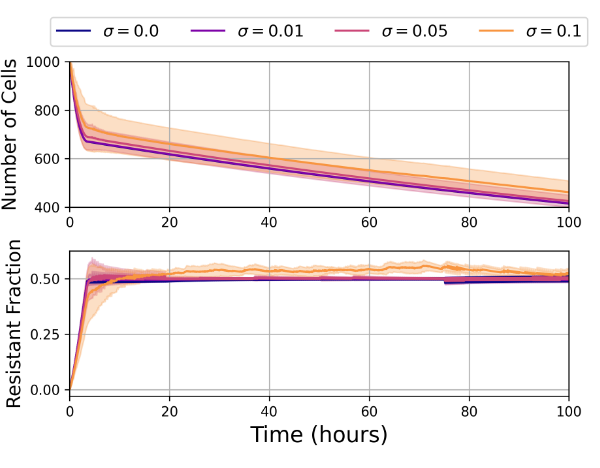 σ = 0.0 σ = 0.01 σ = 0.05 σ = 0.1
Number of Cells
1000
800
600
400
0 20 40 60 80 100
Resistant Fraction
0.50
0.25
0.00
0 20 40 60 80 100
Time (hours)